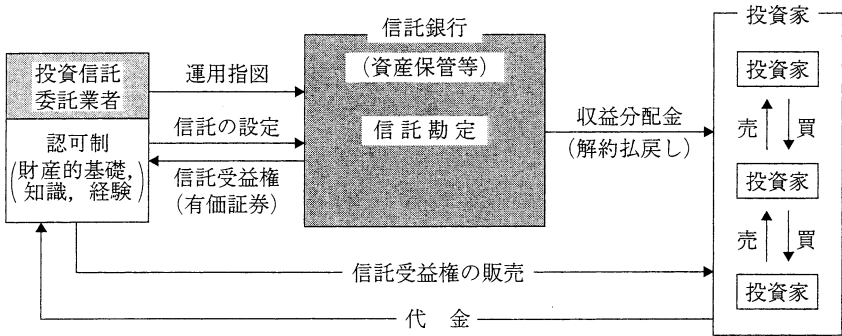 投資信託
委託業者
認可制
(財産的基礎,
知識, 経験)
運用指図
信託の設定
信託受益権
(有価証券)
信託銀行
(資産保管等)
信託勘定
収益分配金
(解約払戻し)
投資家
投資家
売 買
投資家
売 買
投資家
信託受益権の販売
代 金